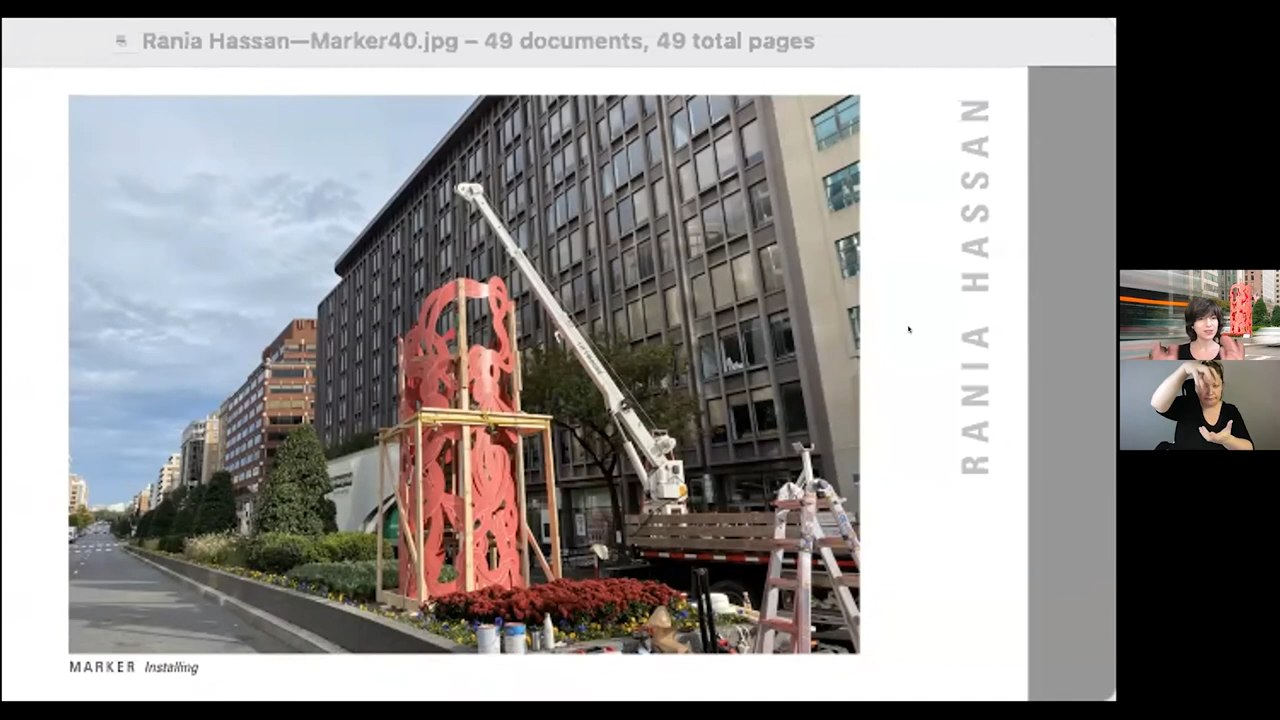 Rania Hassan—Marker40.jpg – 49 documents, 49 total pages
RANIA HASSAN
MARKER Installing